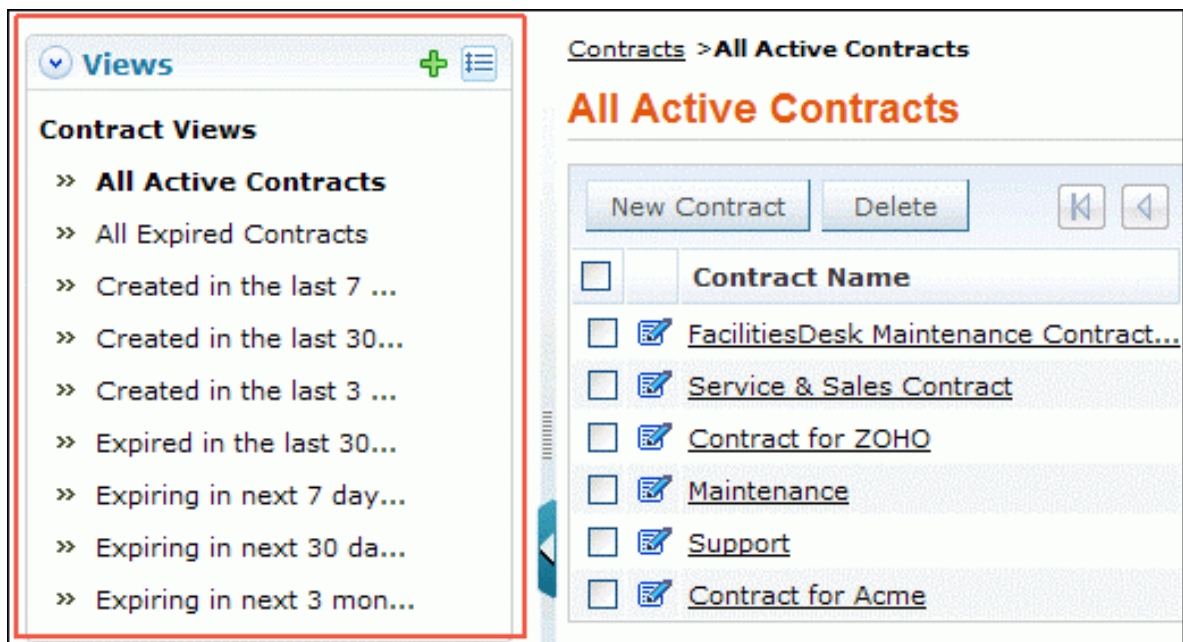 Views
Contract Views
» All Active Contracts
» All Expired Contracts
» Created in the last 7 ...
» Created in the last 30...
» Created in the last 3 ...
» Expired in the last 30...
» Expiring in next 7 day...
» Expiring in next 30 da...
» Expiring in next 3 mon...
Contracts >All Active Contracts
All Active Contracts
New Contract Delete
Contract Name
FacilitiesDesk Maintenance Contract...
Service & Sales Contract
Contract for ZOHO
Maintenance
Support
Contract for Acme